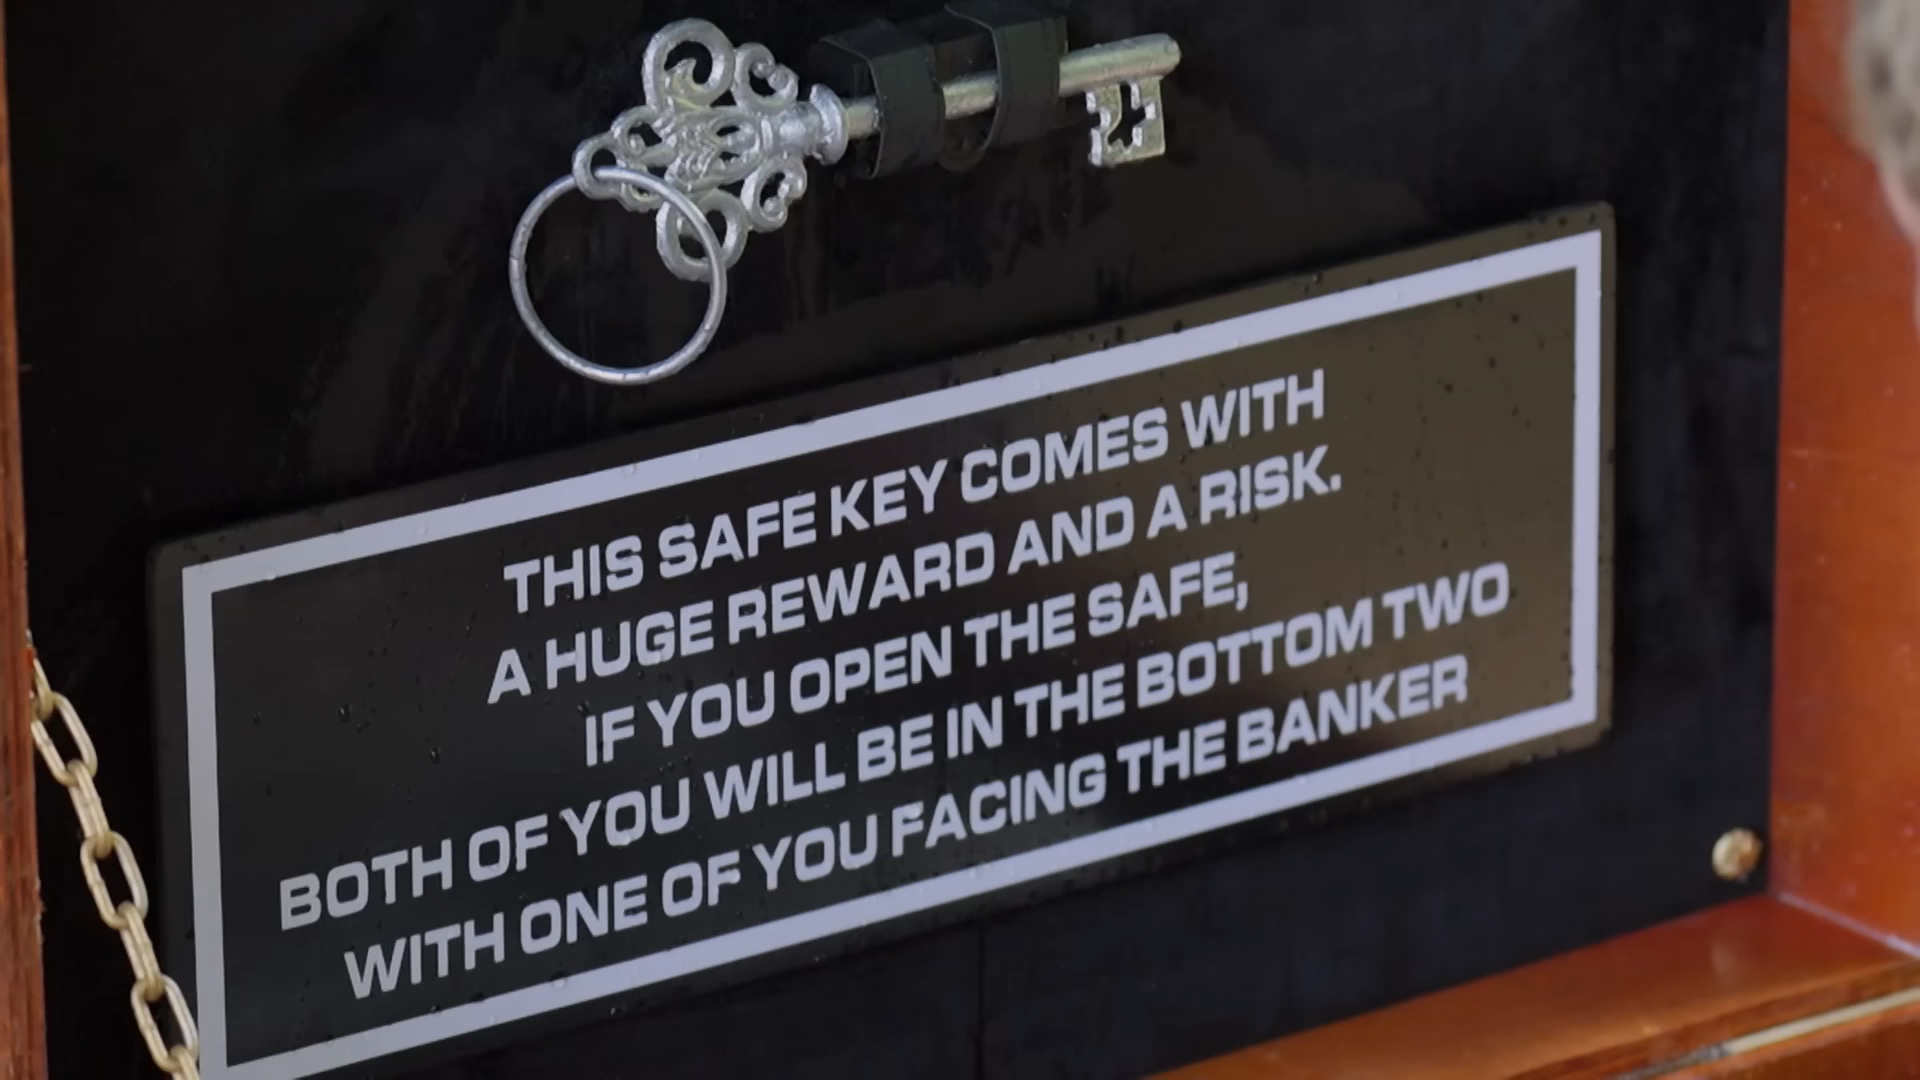 THIS SAFE KEY COMES WITH
A HUGE REWARD AND A RISK.
IF YOU OPEN THE SAFE,
BOTH OF YOU WILL BE IN THE BOTTOM TWO
WITH ONE OF YOU FACING THE BANKER